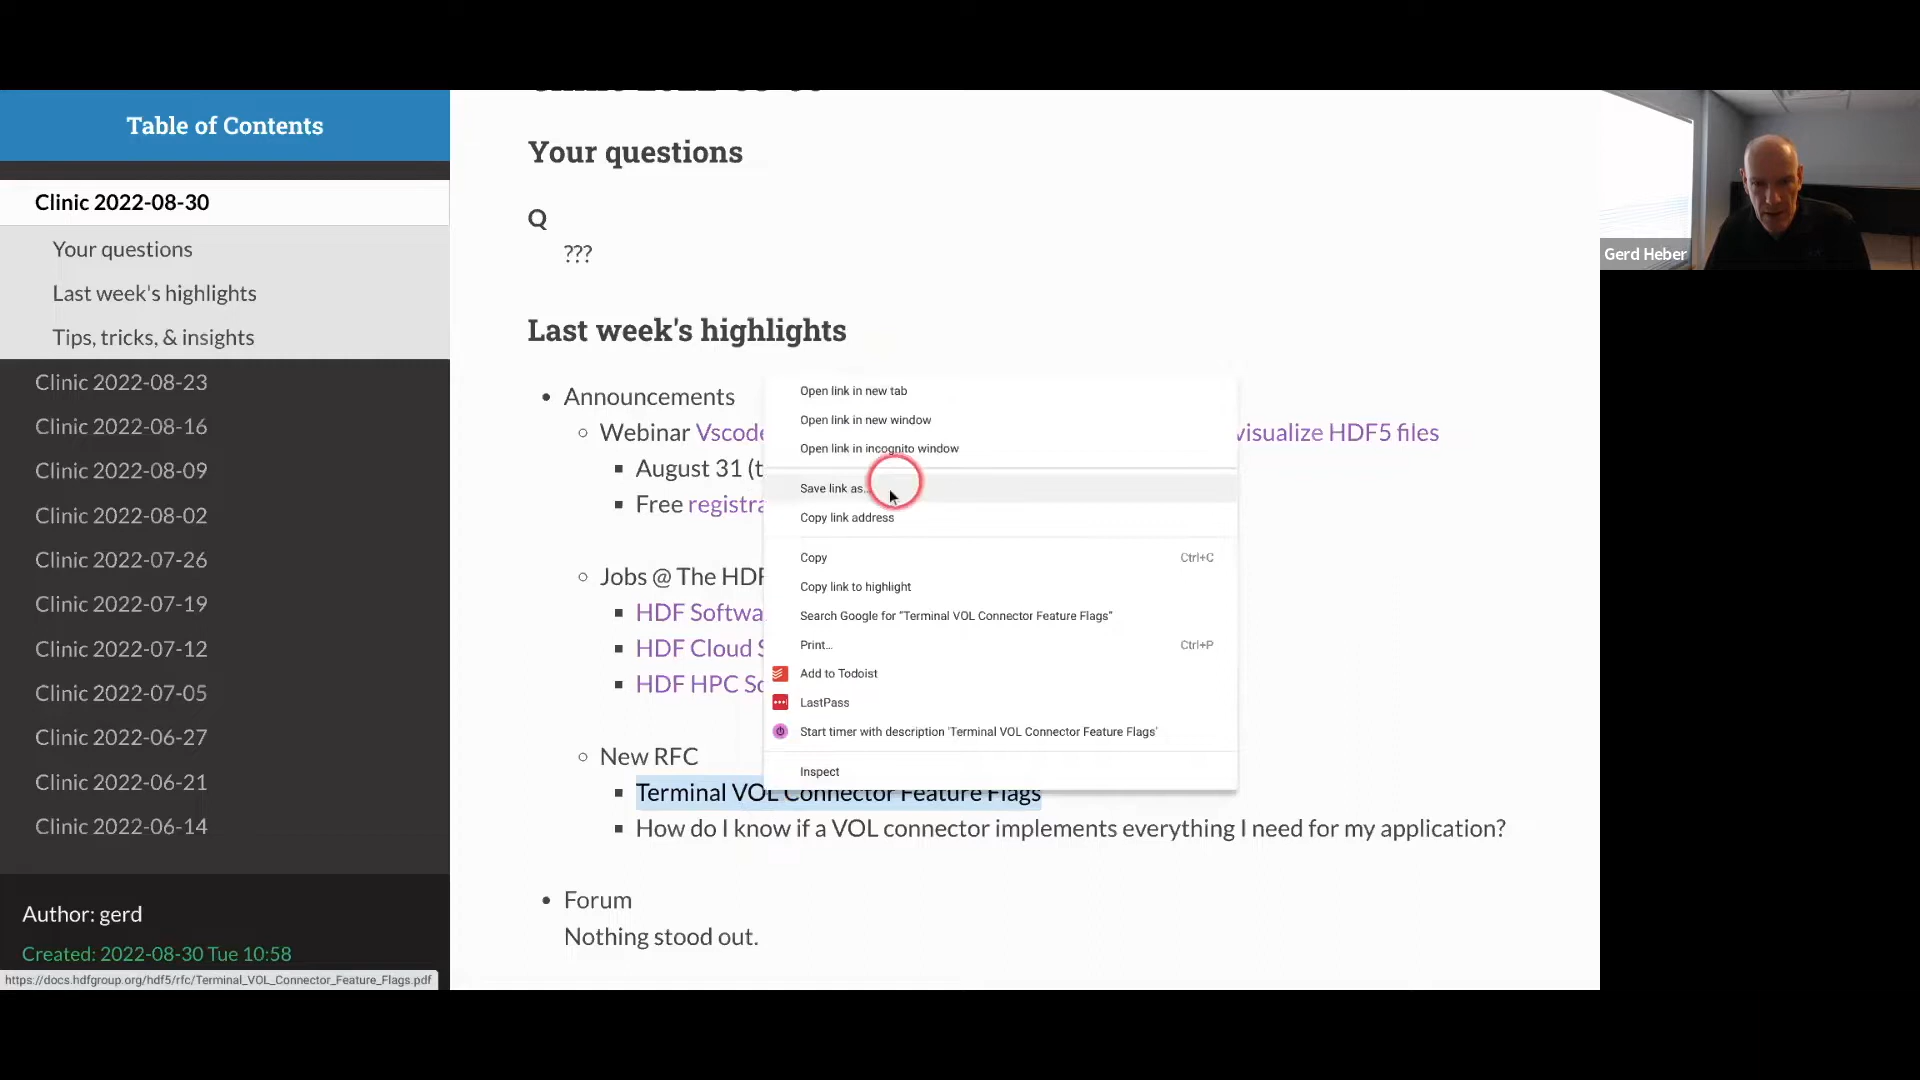 Table of Contents
Clinic 2022-08-30
Your questions
Last week's highlights
Tips, tricks, & insights
Clinic 2022-08-23
Clinic 2022-08-16
Clinic 2022-08-09
Clinic 2022-08-02
Clinic 2022-07-26
Clinic 2022-07-19
Clinic 2022-07-12
Clinic 2022-07-05
Clinic 2022-06-27
Clinic 2022-06-21
Clinic 2022-06-14
Author: gerd
Created: 2022-08-30 Tue 10:58
https://docs.hdfgroup.org/hdf5/rfc/Terminal_VOL_Connector_Feature_Flags.pdf
Your questions
Q
???
Last week's highlights
Announcements
Webinar Vscode visualize HDF5 files
August 31 (t
Free registra
Jobs @ The HDF
HDF Softwa
HDF Cloud S
HDF HPC So
New RFC
Terminal VOL Connector Feature Flags
How do I know if a VOL connector implements everything I need for my application?
Forum
Nothing stood out.
Open link in new tab
Open link in new window
Open link in incognito window
Save link as...
Copy link address
Copy Ctrl+C
Copy link to highlight
Search Google for “Terminal VOL Connector Feature Flags”
Print... Ctrl+P
Add to Todoist
LastPass
Start timer with description 'Terminal VOL Connector Feature Flags'
Inspect
Gerd Heber